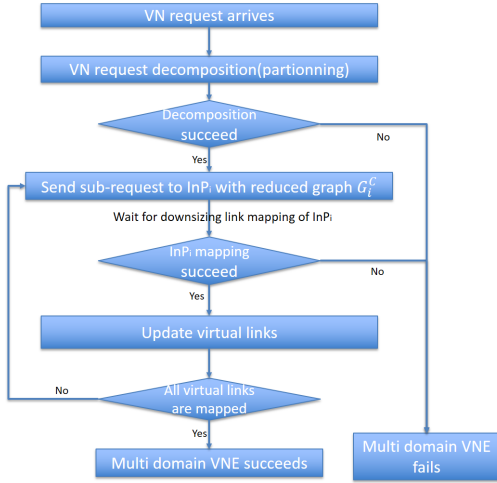 VN request arrives
VN request decomposition(partionning)
Decomposition
succeed
No
Yes
Send sub-request to InPᵢ with reduced graph Gᵢᶜ
Wait for downsizing link mapping of InPᵢ
InPᵢ mapping
succeed
No
Yes
Update virtual links
All virtual links
are mapped
No
Yes
Multi domain VNE succeeds
Multi domain VNE
fails